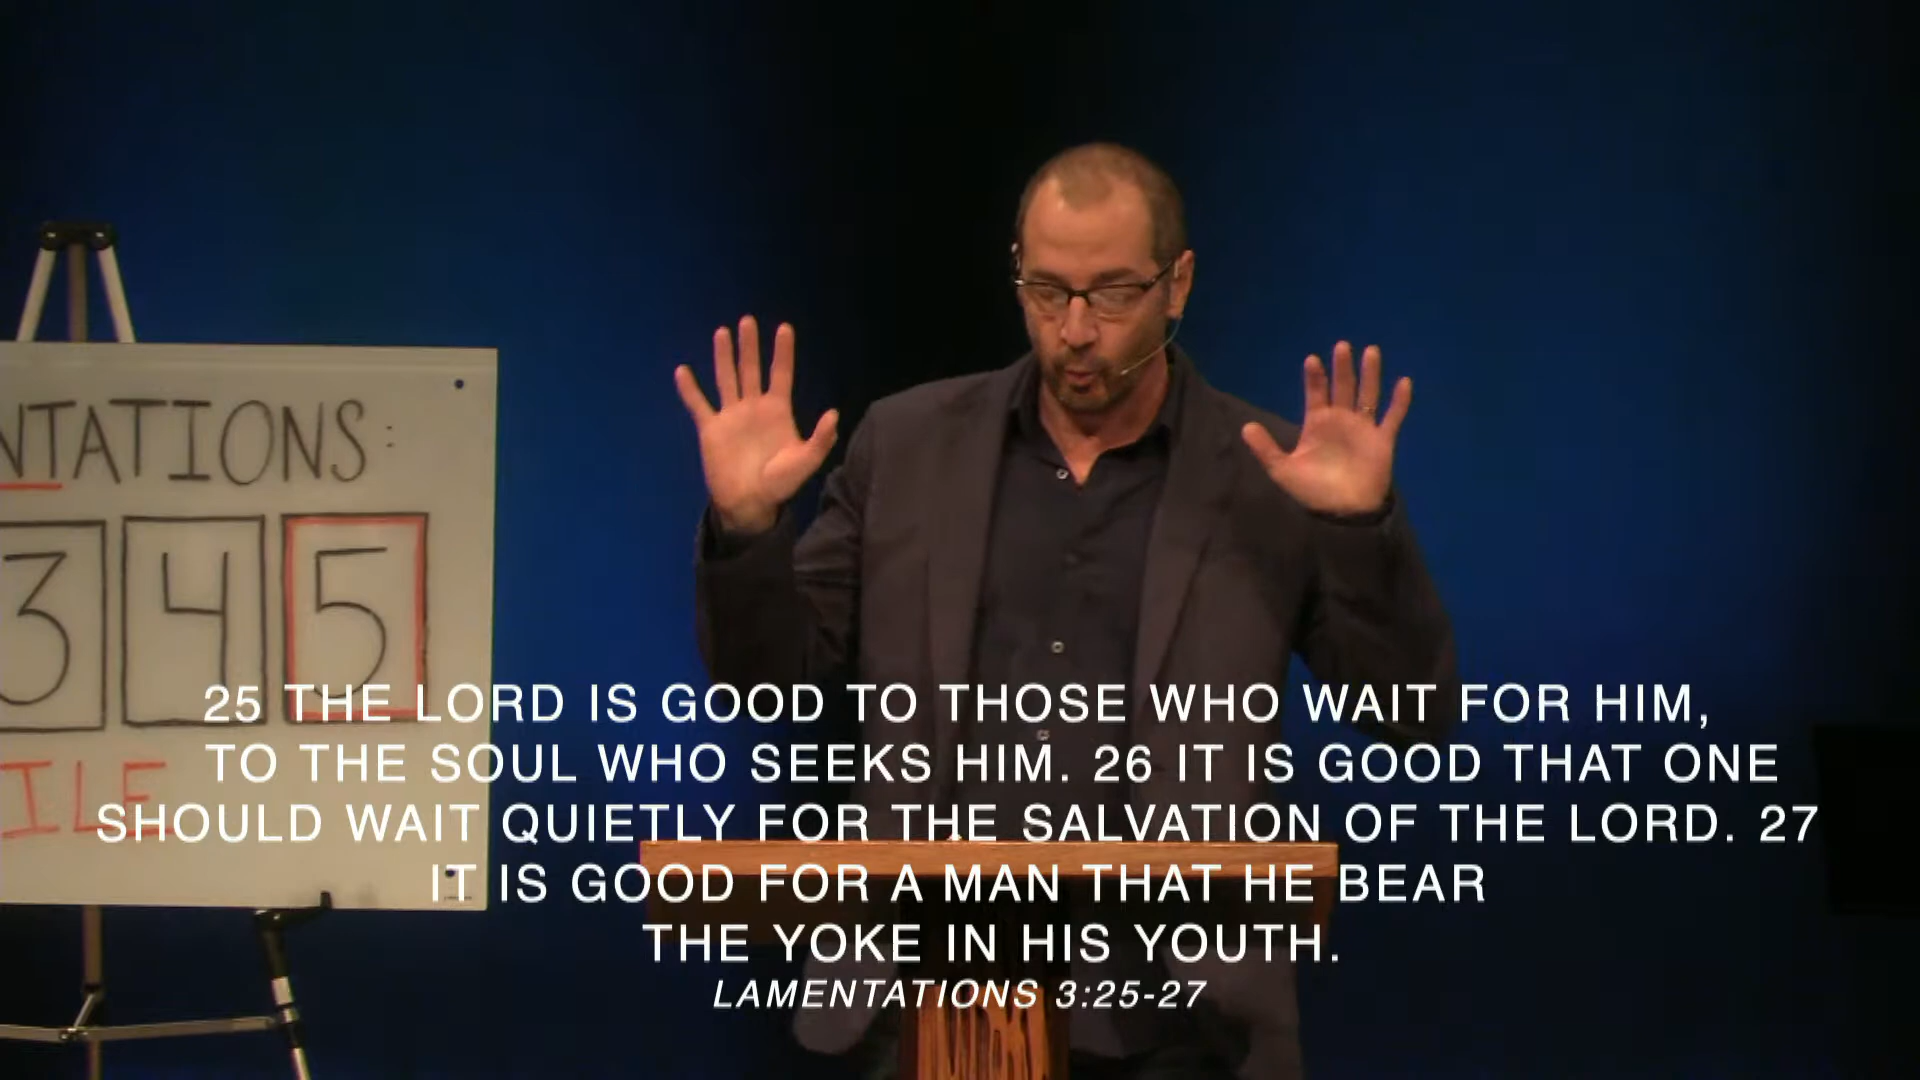 NTATIONS:
3 4 5
ILE
25 THE LORD IS GOOD TO THOSE WHO WAIT FOR HIM,
TO THE SOUL WHO SEEKS HIM. 26 IT IS GOOD THAT ONE
SHOULD WAIT QUIETLY FOR THE SALVATION OF THE LORD. 27
IT IS GOOD FOR A MAN THAT HE BEAR
THE YOKE IN HIS YOUTH.
LAMENTATIONS 3:25-27